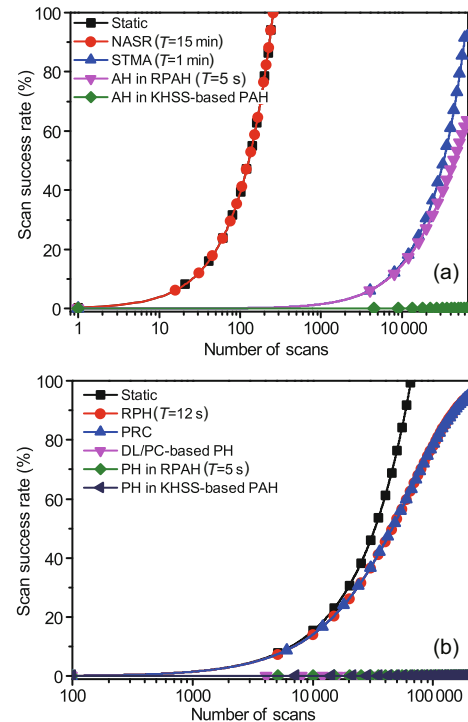 100
80
60
40
20
0
Scan success rate (%)
Static
NASR (T=15 min)
STMA (T=1 min)
AH in RPAH (T=5 s)
AH in KHSS-based PAH
(a)
1 10 100 1000 10 000
Number of scans
100
80
60
40
20
0
Scan success rate (%)
Static
RPH (T=12 s)
PRC
DL/PC-based PH
PH in RPAH (T=5 s)
PH in KHSS-based PAH
(b)
100 1000 10 000 100 000
Number of scans